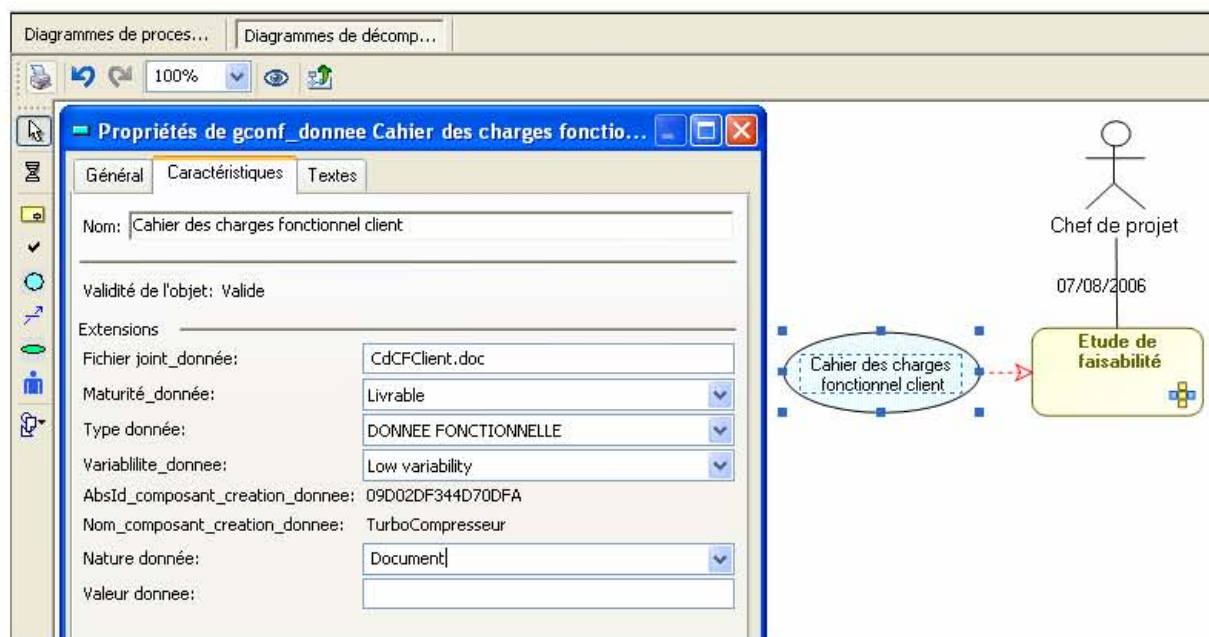 Diagrammes de proces...
Diagrammes de décomp...
100%
Propriétés de gconf_donnee Cahier des charges fonctio...
Général
Caractéristiques
Textes
Nom: Cahier des charges fonctionnel client
Validité de l'objet: Valide
Extensions
Fichier joint_donnée: CdCFClient.doc
Maturité_donnée: Livrable
Type donnée: DONNEE FONCTIONNELLE
Variablilite_donnee: Low variability
AbsId_composant_creation_donnee: 09D02DF344D70DFA
Nom_composant_creation_donnee: TurboCompresseur
Nature donnée: Document
Valeur donnee:
Chef de projet
07/08/2006
Cahier des charges
fonctionnel client
Etude de
faisabilité